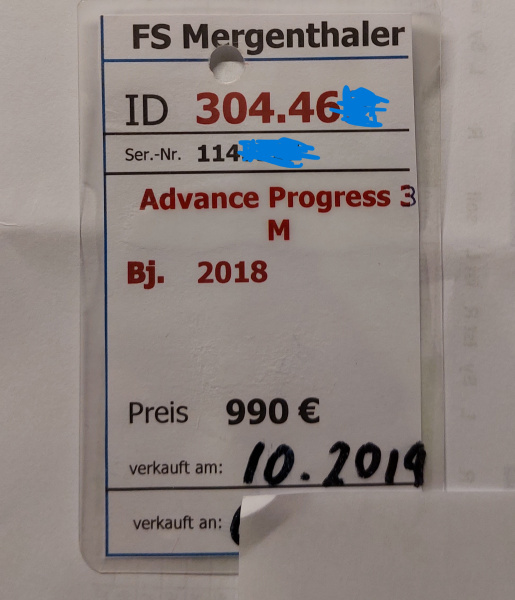 FS Mergenthaler
ID 304.46
Ser.-Nr. 114
Advance Progress 3
M
Bj. 2018
Preis 990 €
verkauft am: 10.2019
verkauft an: